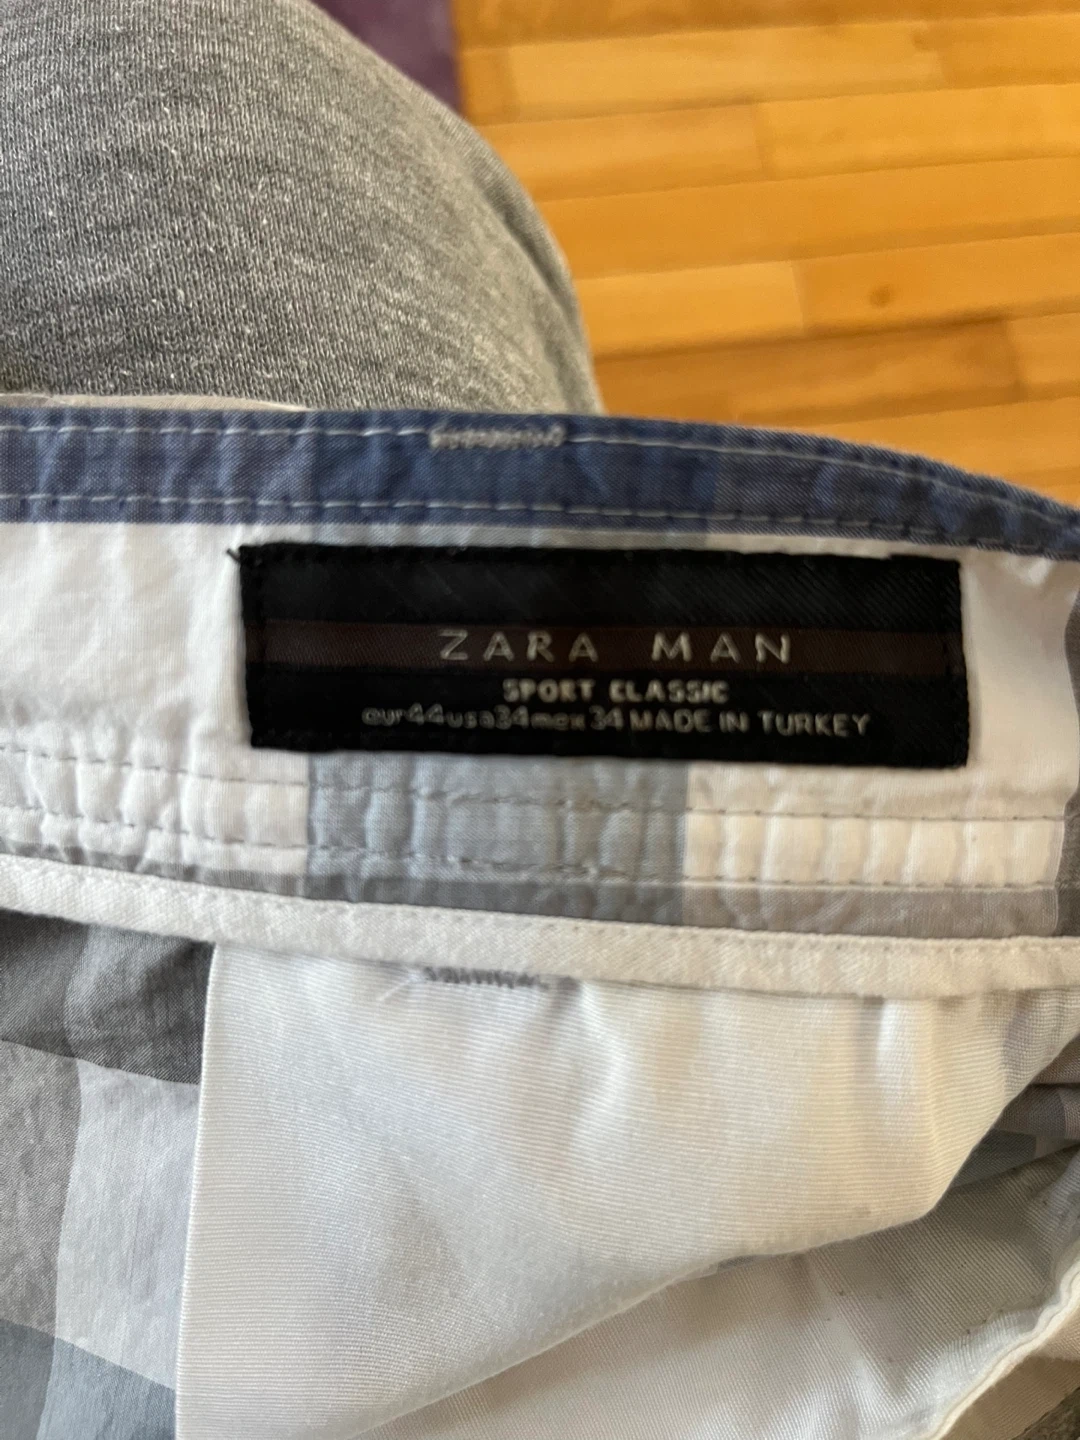 ZARA MAN
SPORT CLASSIC
eur44usa34mex34 MADE IN TURKEY